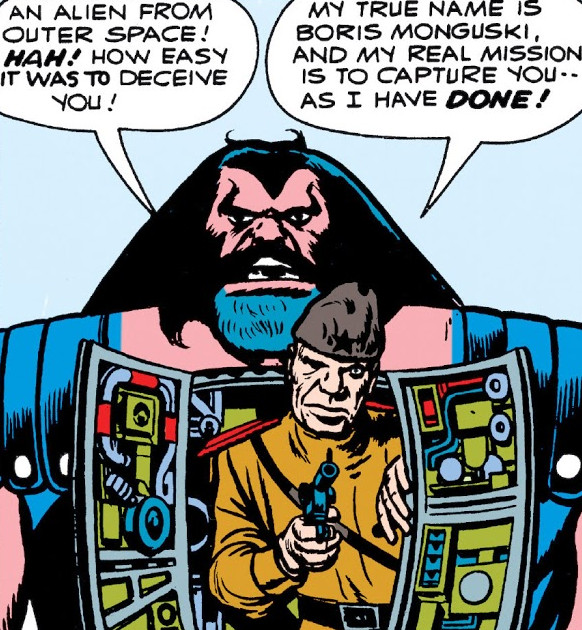 AN ALIEN FROM
OUTER SPACE!
HAH! HOW EASY
IT WAS TO DECEIVE
YOU!
MY TRUE NAME IS
BORIS MONGUSKI,
AND MY REAL MISSION
IS TO CAPTURE YOU--
AS I HAVE DONE!